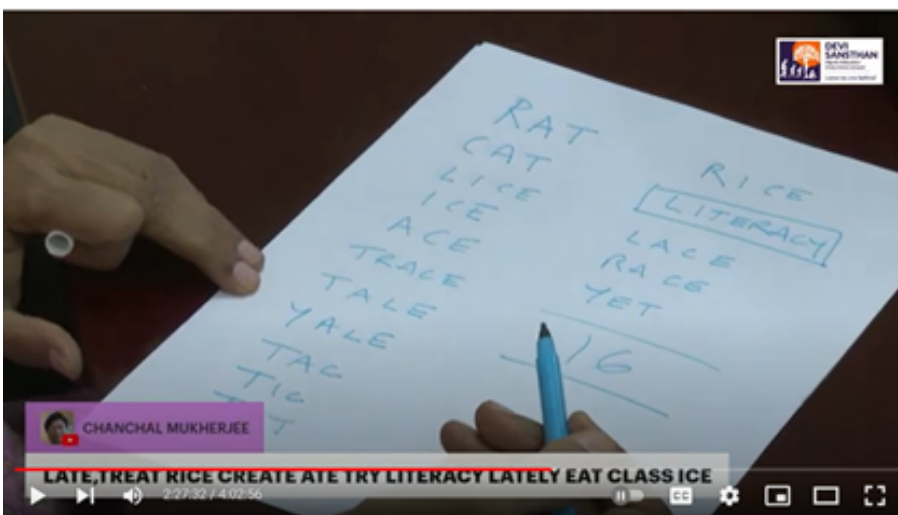 DEVI
SANSTHAN
RAT
CAT
LICE
ICE
ACE
TRACE
TALE
YALE
TAC
TIC
RICE
LITERACY
LACE
RACE
YET
16
CHANCHAL MUKHERJEE
LATE,TREAT RICE CREATE ATE TRY LITERACY LATELY EAT CLASS ICE
2:27:32 / 4:02:56
CC